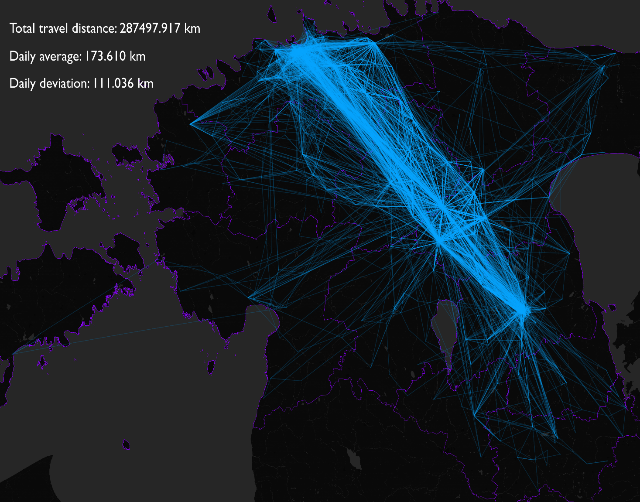 Total travel distance: 287497.917 km
Daily average: 173.610 km
Daily deviation: 111.036 km